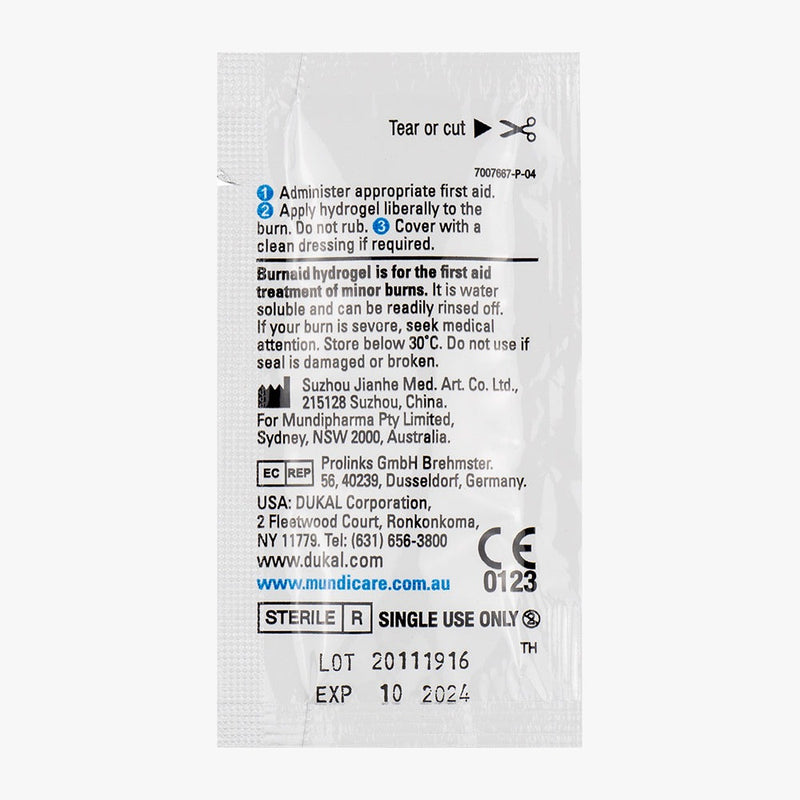 Tear or cut
7007667-P-04
1 Administer appropriate first aid.
2 Apply hydrogel liberally to the
burn. Do not rub. 3 Cover with a
clean dressing if required.
Burnaid hydrogel is for the first aid
treatment of minor burns. It is water
soluble and can be readily rinsed off.
If your burn is severe, seek medical
attention. Store below 30°C. Do not use if
seal is damaged or broken.
Suzhou Jianhe Med. Art. Co. Ltd.,
215128 Suzhou, China.
For Mundipharma Pty Limited,
Sydney, NSW 2000, Australia.
EC REP Prolinks GmbH Brehmster.
56, 40239, Dusseldorf, Germany.
USA: DUKAL Corporation,
2 Fleetwood Court, Ronkonkoma,
NY 11779. Tel: (631) 656-3800
www.dukal.com
www.mundicare.com.au
CE
0123
STERILE R SINGLE USE ONLY 2
TH
LOT 20111916
EXP 10 2024